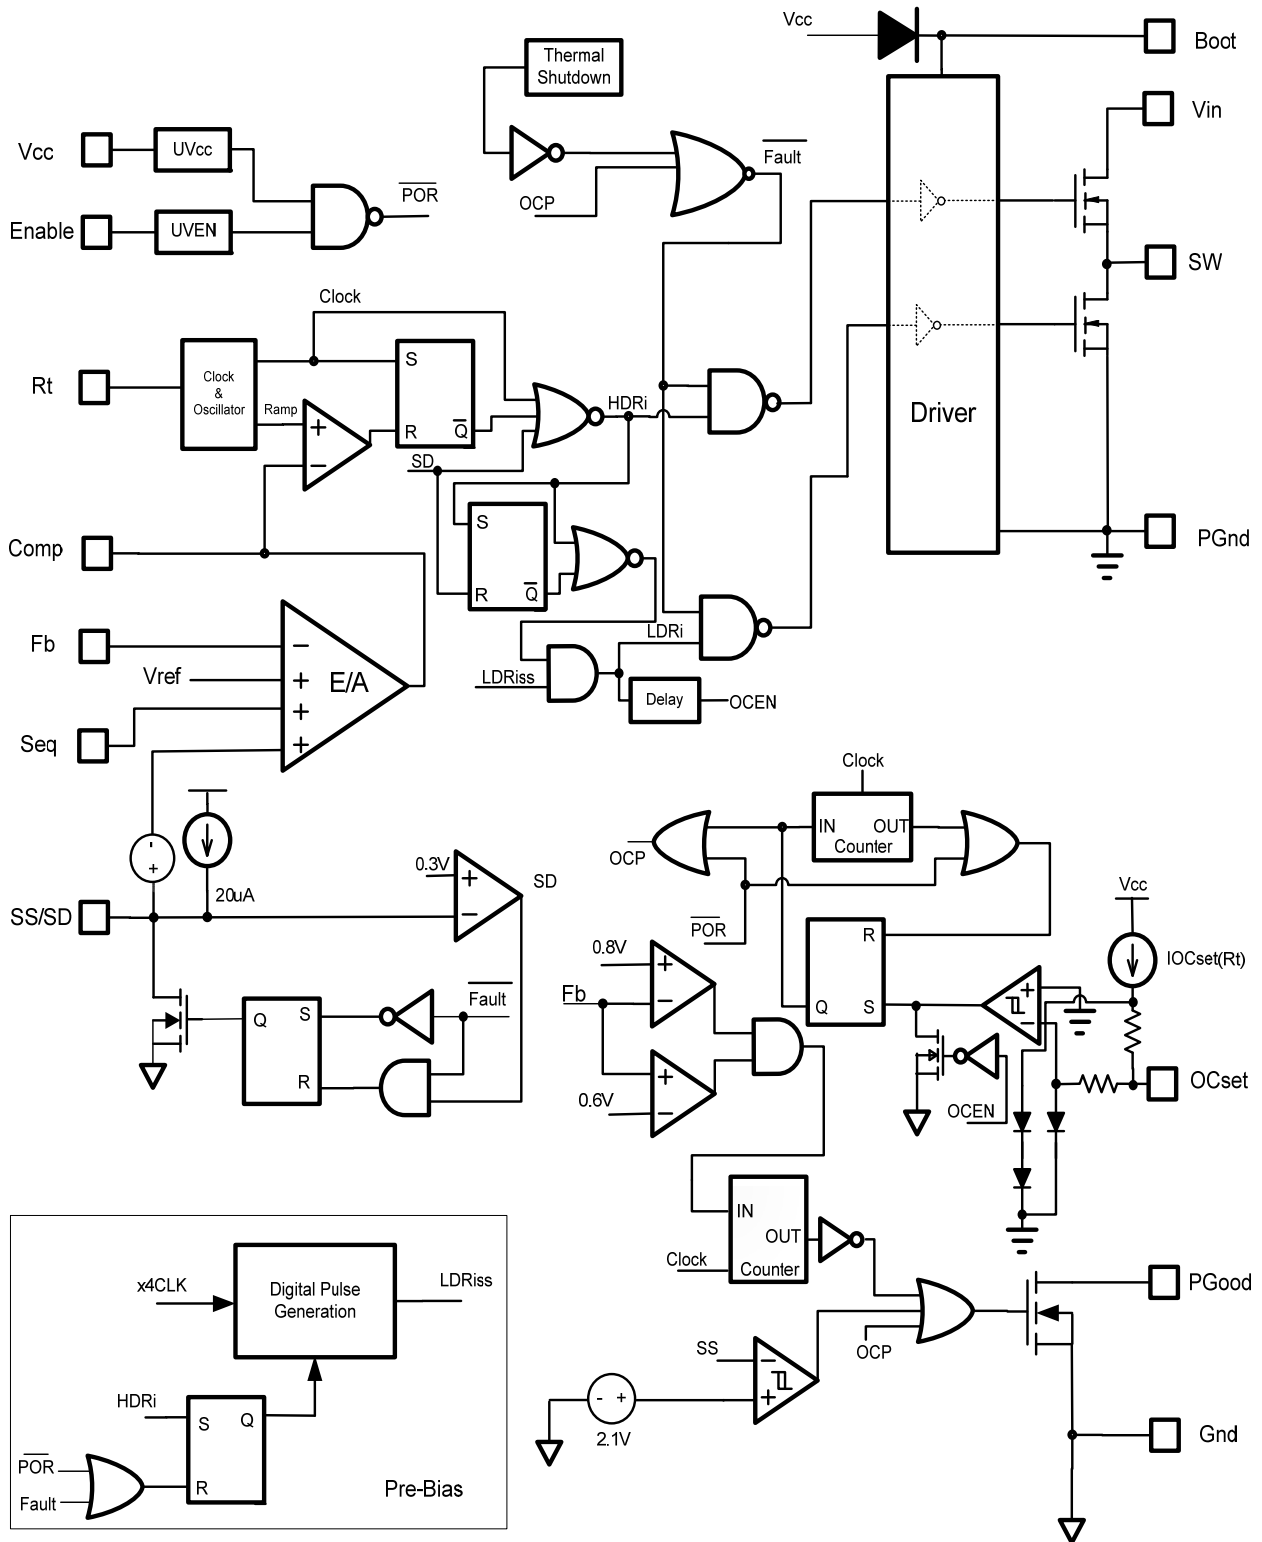 Vcc
Boot
Thermal
Shutdown
Vin
Vcc
UVcc
POR
Fault
OCP
Enable
UVEN
SW
Clock
Rt
Clock
&
Oscillator
Ramp
+
−
S
R
Q
HDRi
SD
Driver
S
R
Q
Comp
PGnd
Fb
Vref
−
+
+
+
E/A
LDRi
LDRiss
Delay
OCEN
Seq
Clock
-
+
20uA
OCP
IN
OUT
Counter
0.3V
+
−
SD
SS/SD
Vcc
POR
R
Q
S
IOCset(Rt)
0.8V
+
−
Fb
+
−
Fault
Q
S
R
+
−
0.6V
OCEN
OCset
IN
OUT
Counter
Clock
x4CLK
Digital Pulse
Generation
LDRiss
PGood
SS
−
+
OCP
HDRi
S
Q
R
- +
2.1V
Gnd
POR
Fault
Pre-Bias